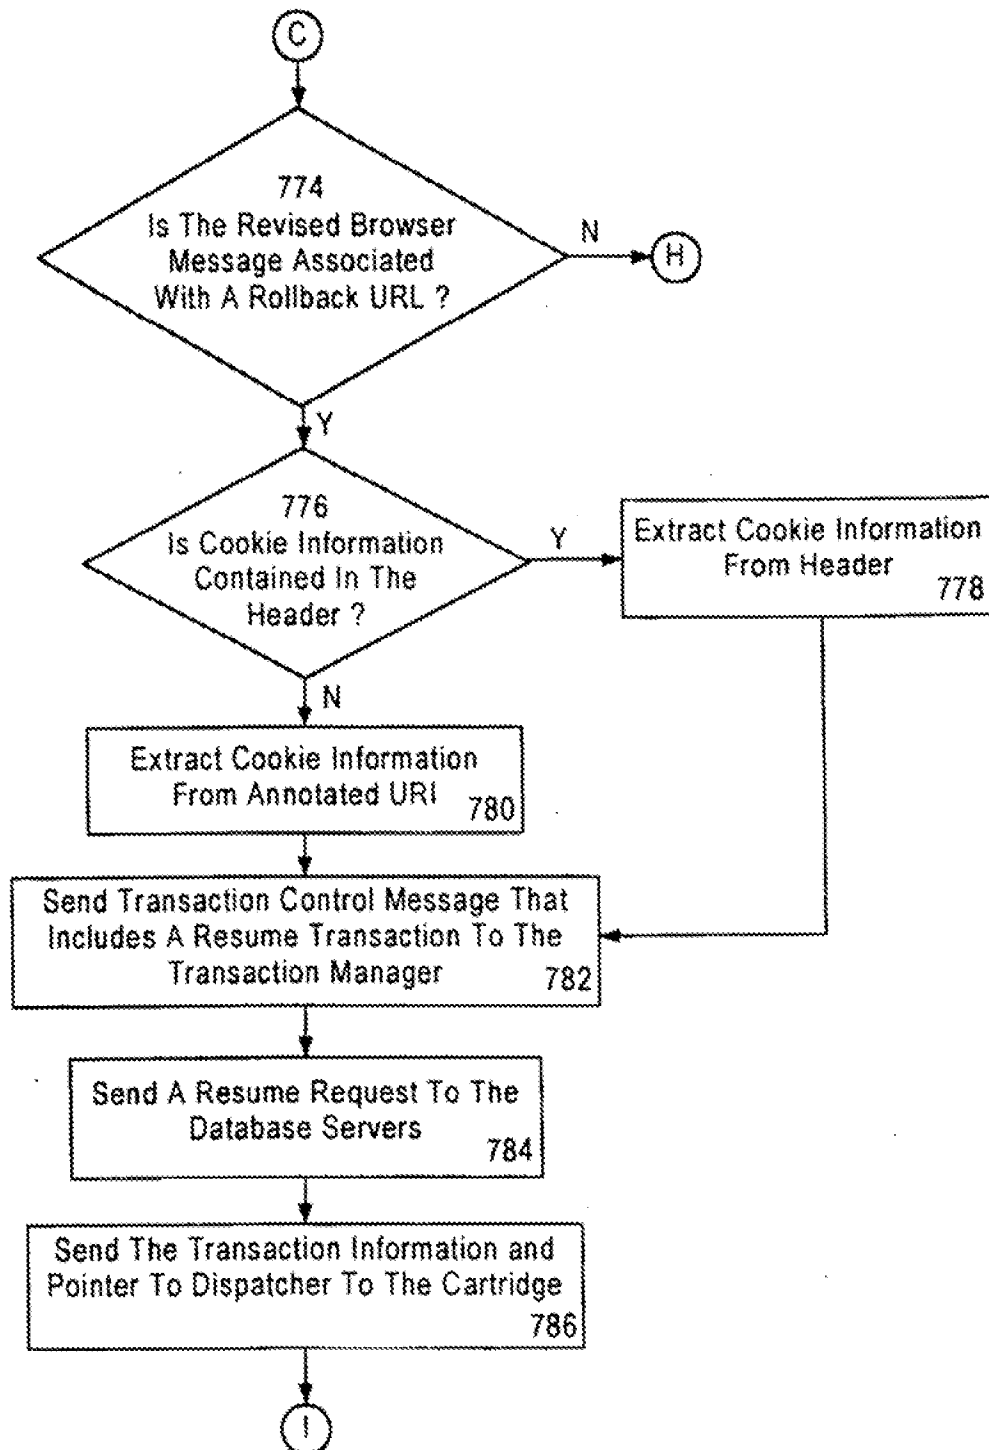 C
774
Is The Revised Browser
Message Associated
With A Rollback URL ?
N
H
Y
776
Is Cookie Information
Contained In The
Header ?
Y
Extract Cookie Information
From Header
778
N
Extract Cookie Information
From Annotated URI
780
Send Transaction Control Message That
Includes A Resume Transaction To The
Transaction Manager
782
Send A Resume Request To The
Database Servers
784
Send The Transaction Information and
Pointer To Dispatcher To The Cartridge
786
I